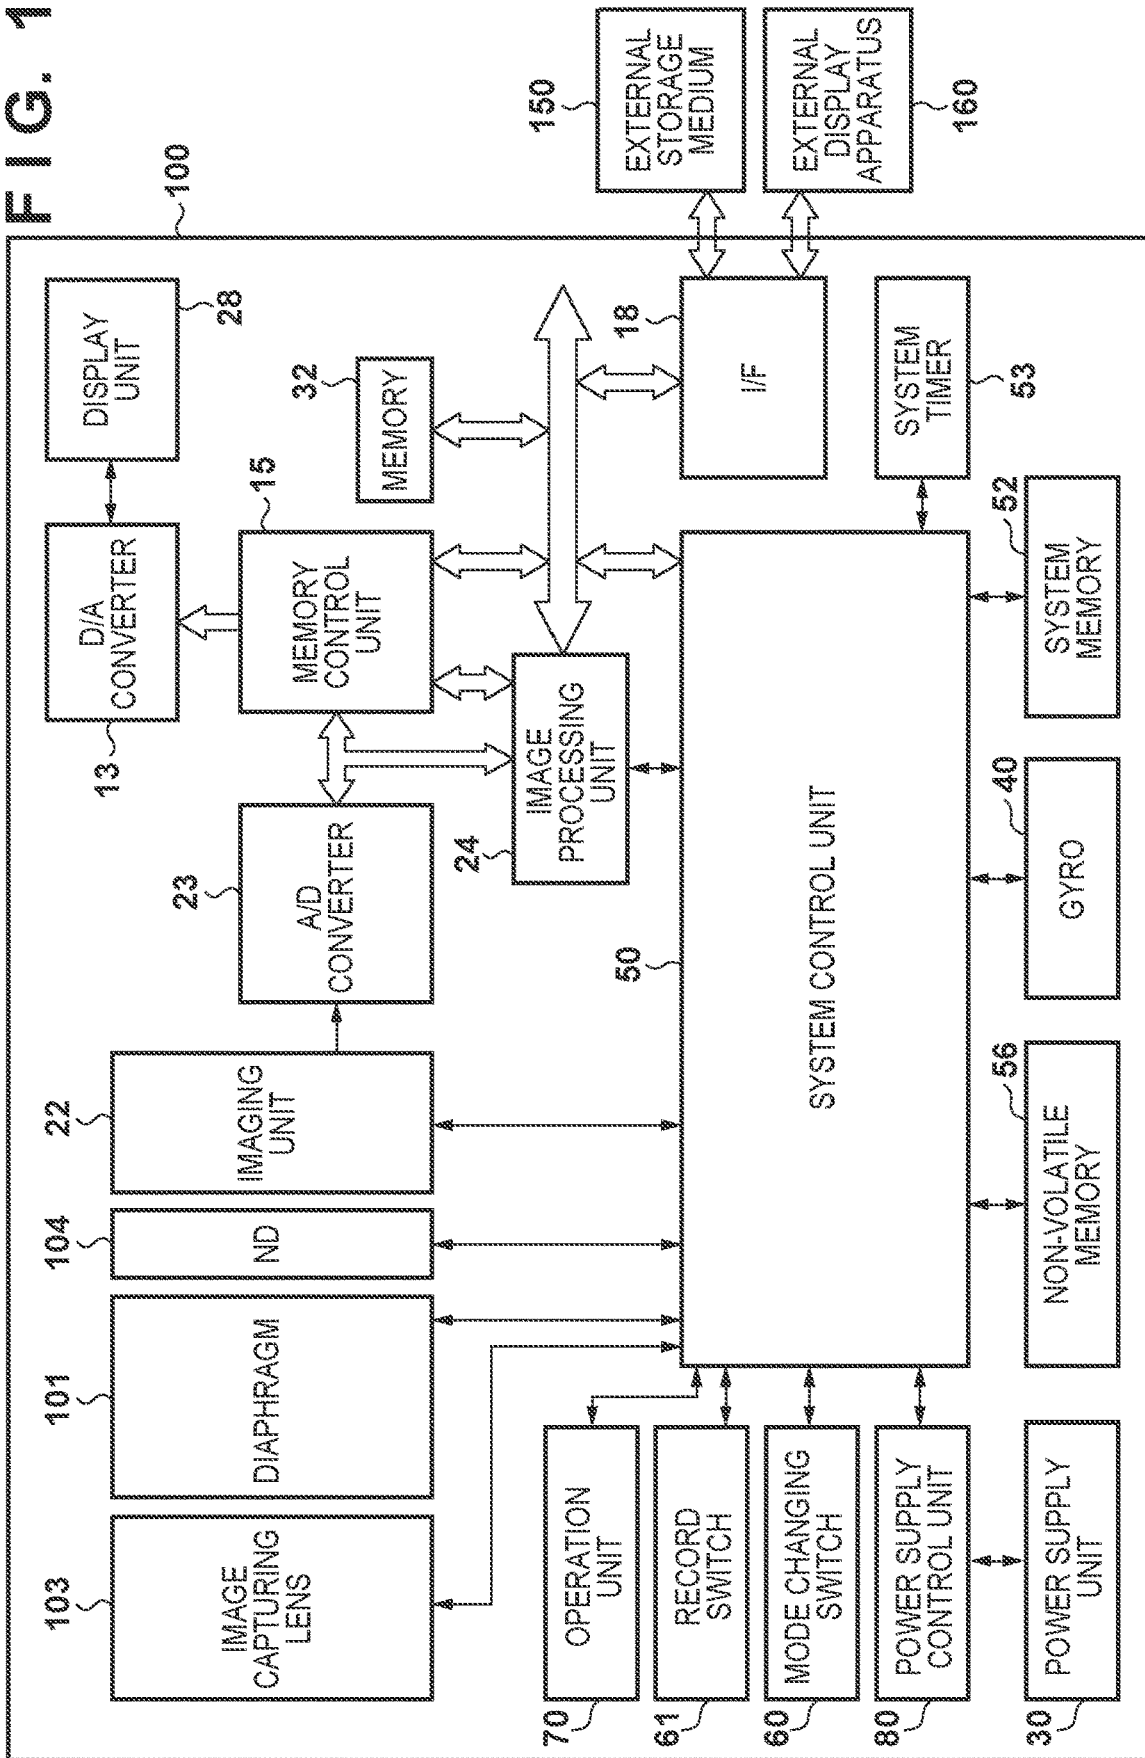 FIG. 1
100
103
101
104
22
23
13
15
28
32
IMAGE
CAPTURING
LENS
DIAPHRAGM
ND
IMAGING
UNIT
A/D
CONVERTER
D/A
CONVERTER
DISPLAY
UNIT
MEMORY
CONTROL
UNIT
MEMORY
24
IMAGE
PROCESSING
UNIT
18
I/F
150
EXTERNAL
STORAGE
MEDIUM
EXTERNAL
DISPLAY
APPARATUS
160
50
SYSTEM CONTROL UNIT
70
OPERATION
UNIT
61
RECORD
SWITCH
60
MODE CHANGING
SWITCH
80
POWER SUPPLY
CONTROL UNIT
30
POWER SUPPLY
UNIT
56
NON-VOLATILE
MEMORY
40
GYRO
52
SYSTEM
MEMORY
SYSTEM
TIMER
53